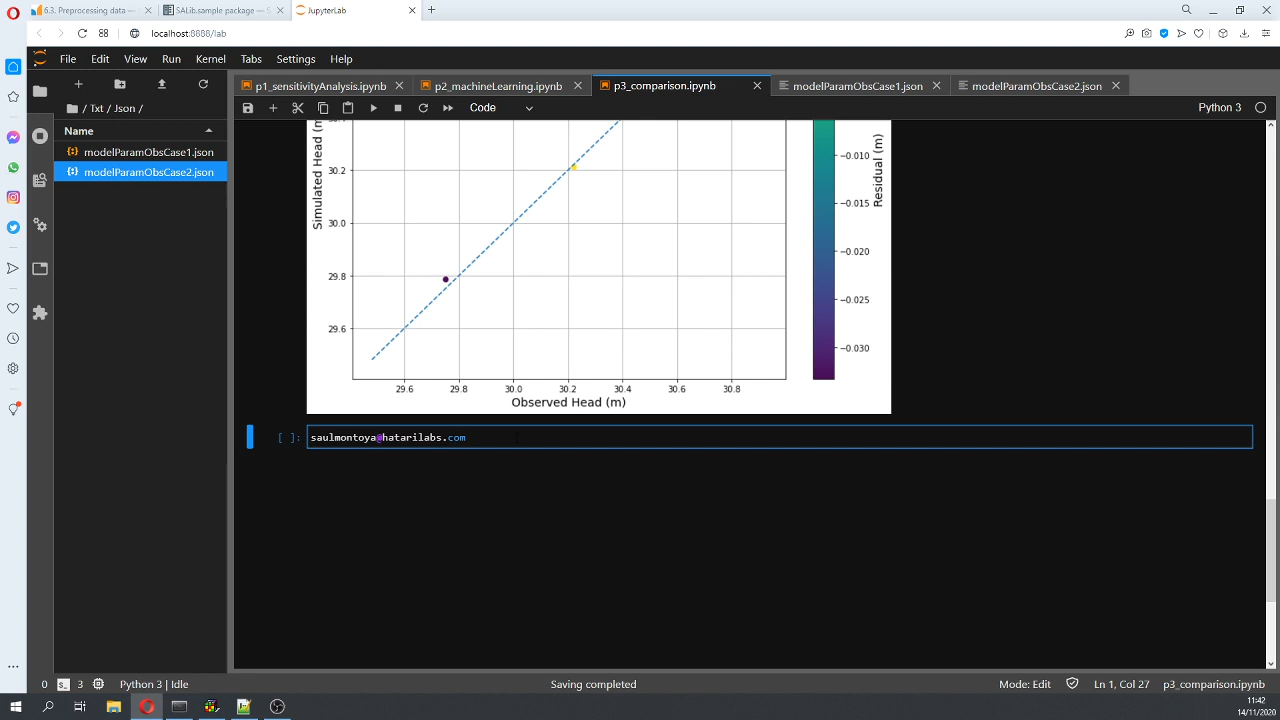 6.3. Preprocessing data —
SALib.sample package — S
JupyterLab
localhost:8888/lab
File Edit View Run Kernel Tabs Settings Help
p1_sensitivityAnalysis.ipynb
p2_machineLearning.ipynb
p3_comparison.ipynb
modelParamObsCase1.json
modelParamObsCase2.json
Code
Python 3
/ Txt / Json /
Name
modelParamObsCase1.json
modelParamObsCase2.json
Simulated Head (m
30.2
30.0
29.8
29.6
29.6 29.8 30.0 30.2 30.4 30.6 30.8
Observed Head (m)
−0.010
−0.015
−0.020
−0.025
−0.030
Residual (m)
[ ]: saulmontoya@hatarilabs.com
0 3 Python 3 | Idle
Saving completed
Mode: Edit
Ln 1, Col 27
p3_comparison.ipynb
11:42
14/11/2020